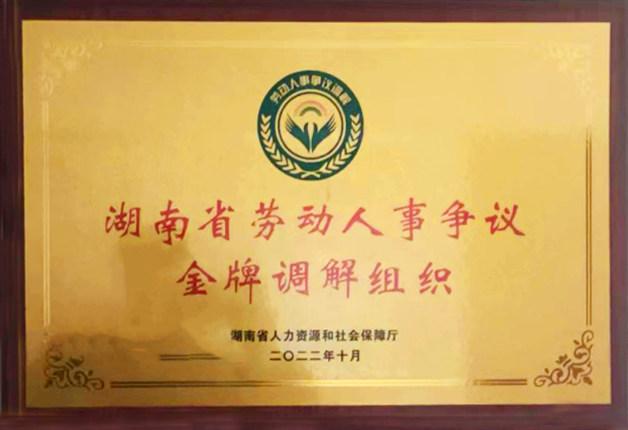 劳动人事争议调解
湖南省劳动人事争议
金牌调解组织
湖南省人力资源和社会保障厅
二〇二二年十月